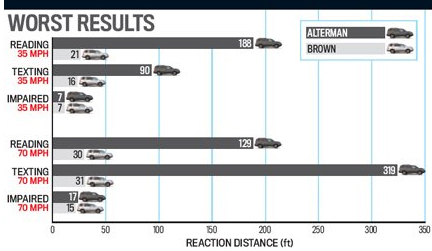 WORST RESULTS
ALTERMAN
BROWN
READING
35 MPH
188
21
TEXTING
35 MPH
90
16
IMPAIRED
35 MPH
7
7
READING
70 MPH
129
30
TEXTING
70 MPH
319
31
IMPAIRED
70 MPH
17
15
0 50 100 150 200 250 300 350
REACTION DISTANCE (ft)